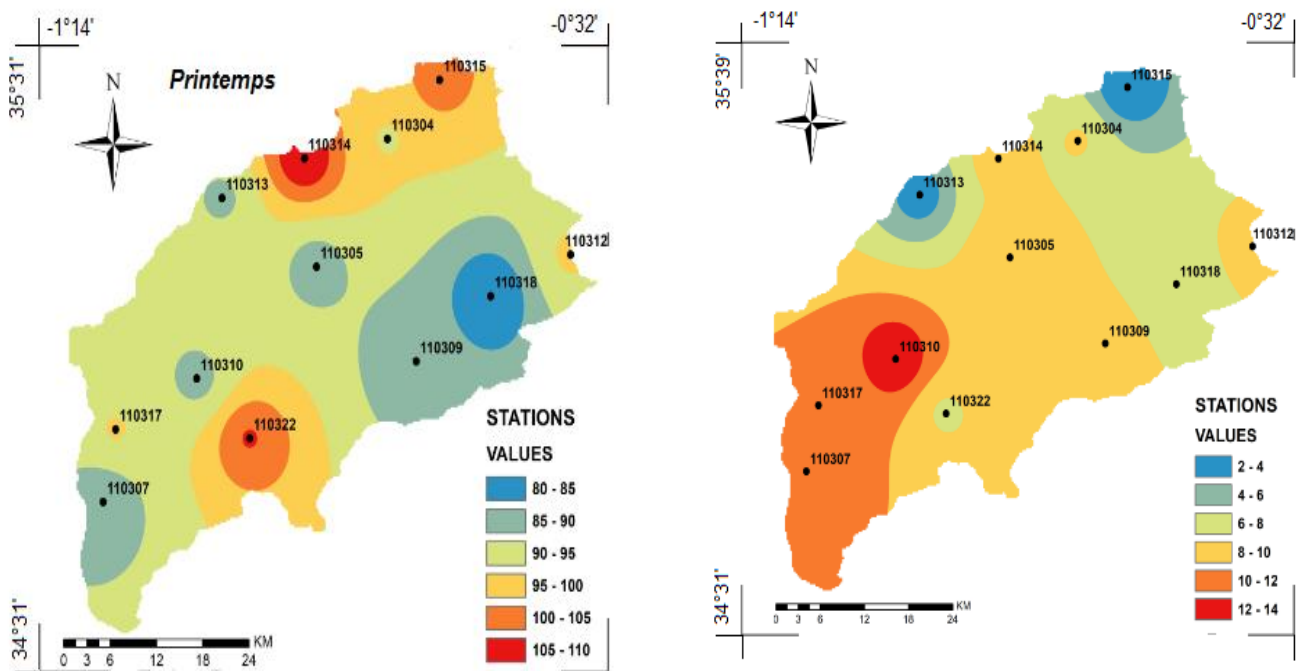 -1°14'
-0°32'
35°31'
N
Printemps
110315
110304
110314
110313
110305
110312
110318
110309
110310
110317
110322
110307
STATIONS
VALUES
80 - 85
85 - 90
90 - 95
95 - 100
100 - 105
105 - 110
34°31'
KM
0 3 6 12 18 24
-1°14'
-0°32'
35°39'
N
110315
110304
110314
110313
110305
110312
110318
110309
110310
110317
110322
110307
STATIONS
VALUES
2 - 4
4 - 6
6 - 8
8 - 10
10 - 12
12 - 14
34°31'
KM
0 3 6 12 18 24